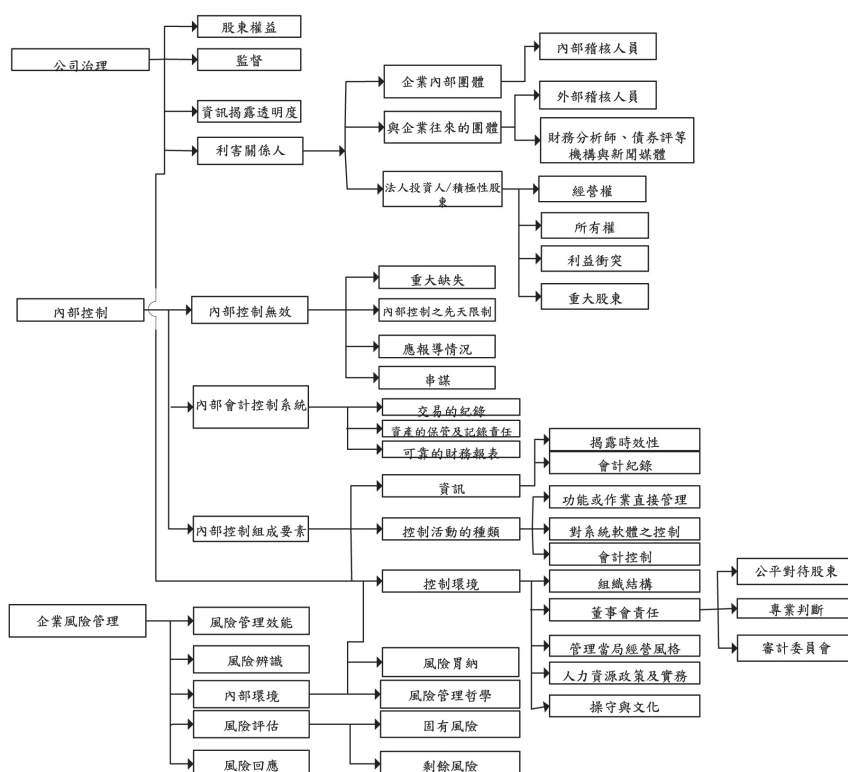 股東權益
公司治理
監督
資訊揭露透明度
利害關係人
企業內部團體
與企業往來的團體
法人投資人/積極性股
東
內部稽核人員
外部稽核人員
財務分析師、債券評等
機構與新聞媒體
經營權
所有權
利益衝突
重大股東
內部控制
內部控制無效
重大缺失
內部控制之先天限制
應報導情況
串謀
內部會計控制系統
交易的紀錄
資產的保管及記錄責任
可靠的財務報表
內部控制組成要素
資訊
揭露時效性
會計紀錄
控制活動的種類
功能或作業直接管理
對系統軟體之控制
會計控制
控制環境
組織結構
董事會責任
管理當局經營風格
人力資源政策及實務
操守與文化
公平對待股東
專業判斷
審計委員會
企業風險管理
風險管理效能
風險辨識
內部環境
風險評估
風險回應
風險胃納
風險管理哲學
固有風險
剩餘風險